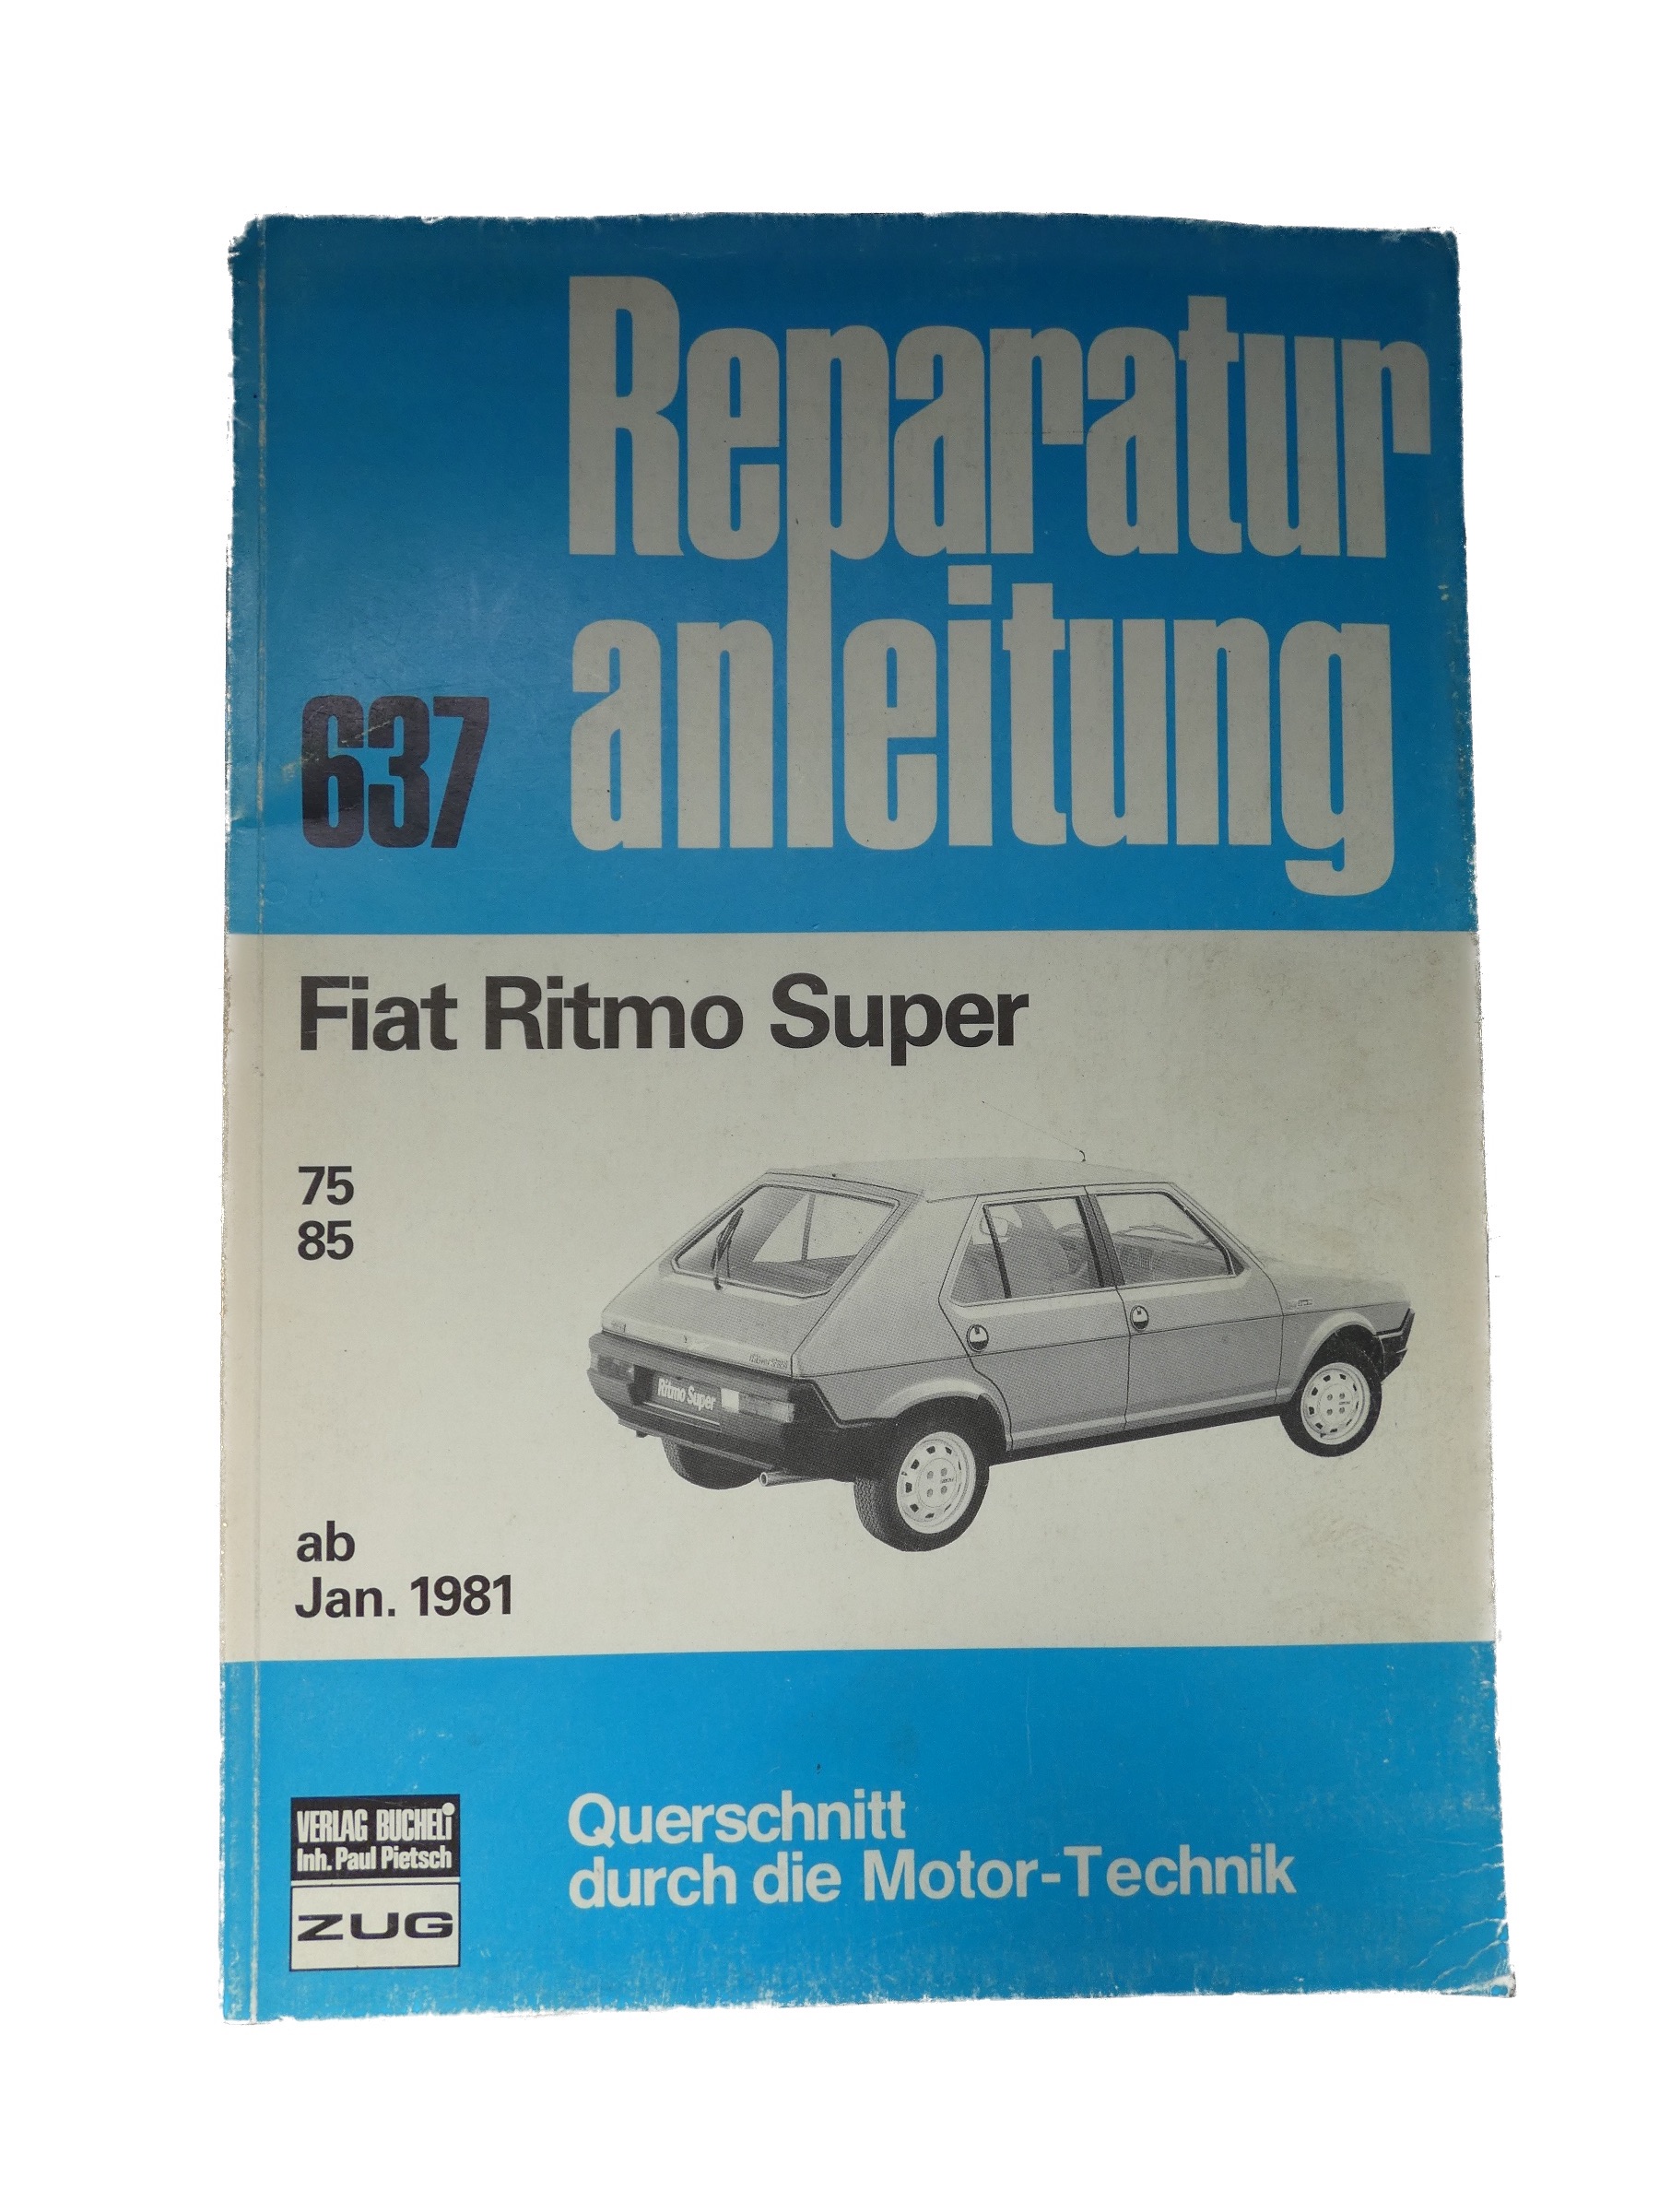 Reparatur
anleitung
637
Fiat Ritmo Super
75
85
Ritmo Super
ab
Jan. 1981
VERLAG BUCHELI
Inh. Paul Pietsch
ZUG
Querschnitt
durch die Motor-Technik